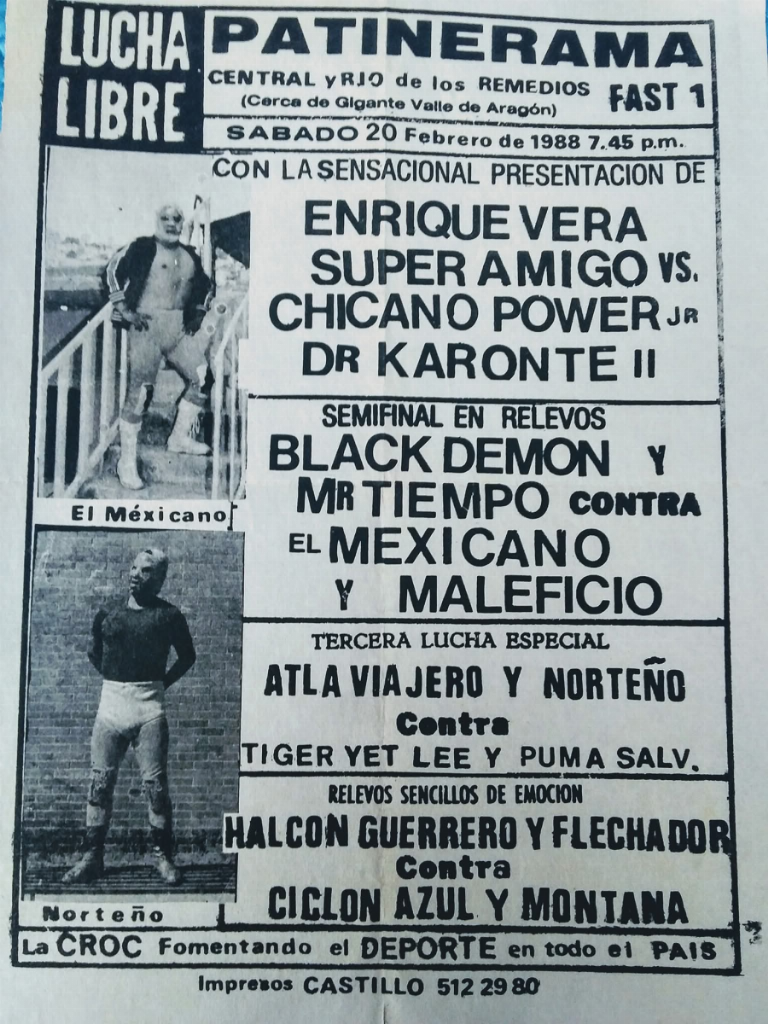 LUCHA
LIBRE
PATINERAMA
CENTRAL y RIO de los REMEDIOS
(Cerca de Gigante Valle de Aragón)
FAST 1
SABADO 20 Febrero de 1988 7.45 p.m.
CON LA SENSACIONAL PRESENTACION DE
ENRIQUE VERA
SUPER AMIGO VS.
CHICANO POWER JR
DR KARONTE II
El Méxicano
SEMIFINAL EN RELEVOS
BLACK DEMON Y
MR TIEMPO CONTRA
EL MEXICANO
Y MALEFICIO
TERCERA LUCHA ESPECIAL
ATLA VIAJERO Y NORTEÑO
Contra
TIGER YET LEE Y PUMA SALV.
RELEVOS SENCILLOS DE EMOCION
HALCON GUERRERO Y FLECHADOR
Contra
CICLON AZUL Y MONTANA
Norteño
La CROC Fomentando el DEPORTE en todo el PAIS
Impresos CASTILLO 512 29 80